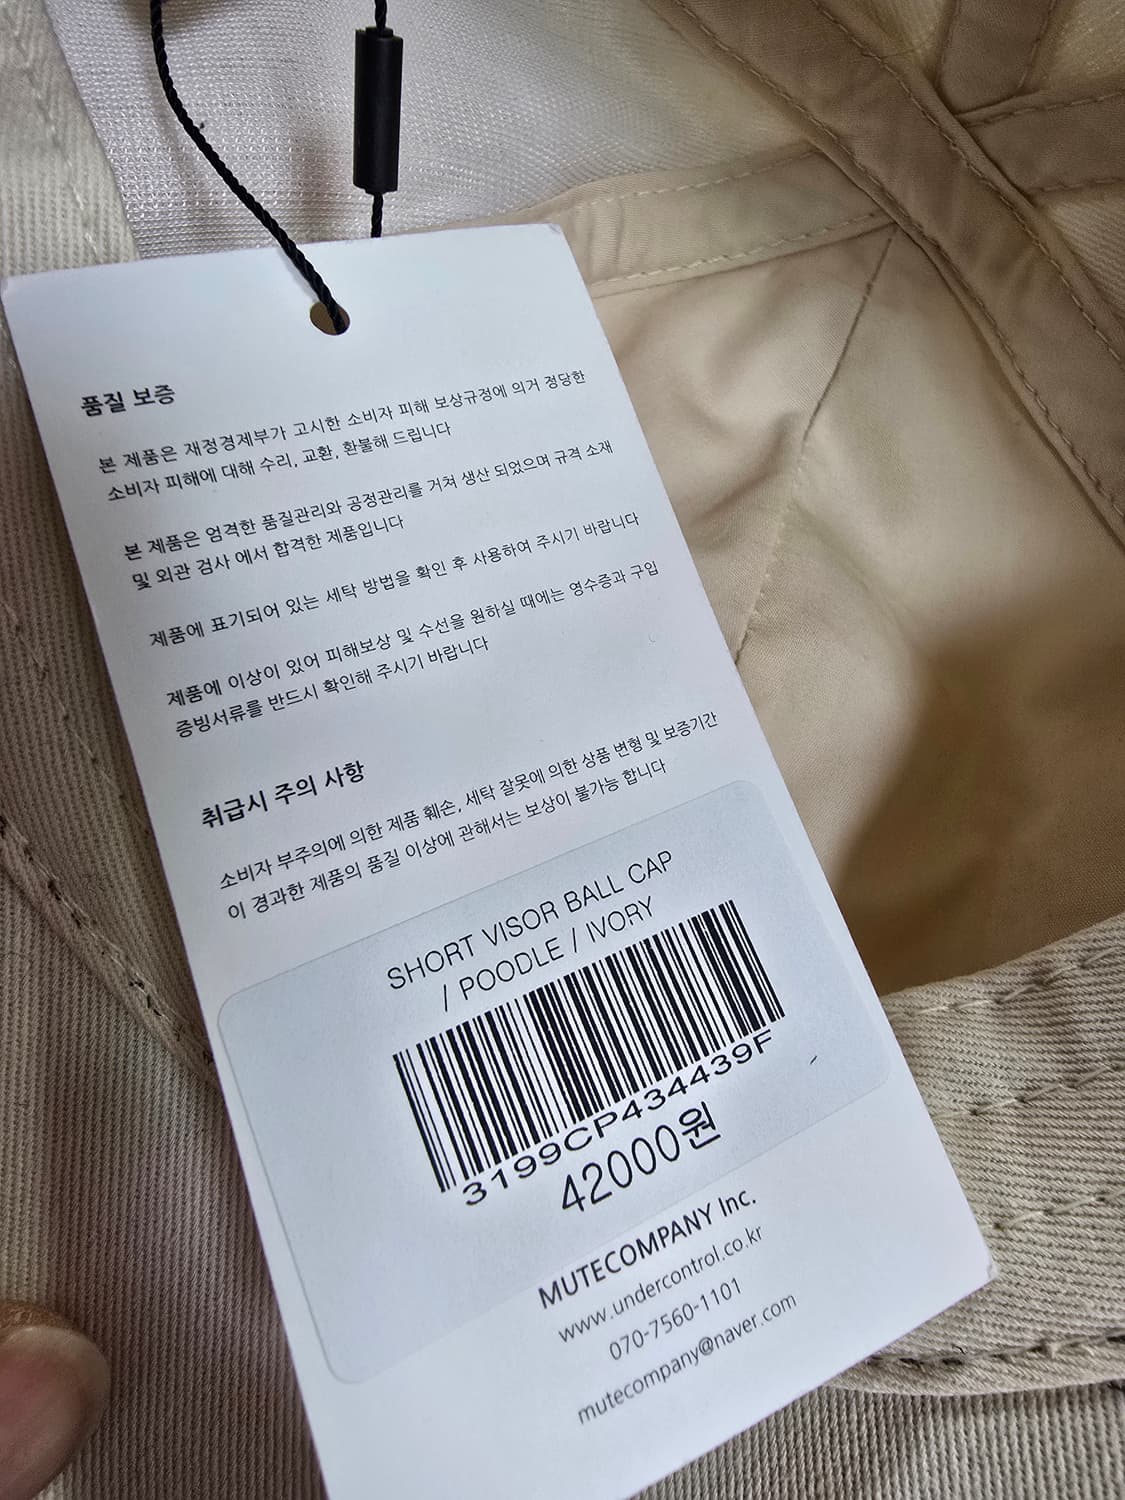 품질 보증
본 제품은 재정경제부가 고시한 소비자 피해 보상규정에 의거 정당한
소비자 피해에 대해 수리, 교환, 환불해 드립니다
본 제품은 엄격한 품질관리와 공정관리를 거쳐 생산 되었으며 규격 소재
및 외관 검사 에서 합격한 제품입니다
제품에 표기되어 있는 세탁 방법을 확인 후 사용하여 주시기 바랍니다
제품에 이상이 있어 피해보상 및 수선을 원하실 때에는 영수증과 구입
증빙서류를 반드시 확인해 주시기 바랍니다
취급시 주의 사항
소비자 부주의에 의한 제품 훼손, 세탁 잘못에 의한 상품 변형 및 보증기간
이 경과한 제품의 품질 이상에 관해서는 보상이 불가능 합니다
SHORT VISOR BALL CAP
/ POODLE / IVORY
3199CP434439F
42000원
MUTECOMPANY Inc.
www.undercontrol.co.kr
070-7560-1101
mutecompany@naver.com